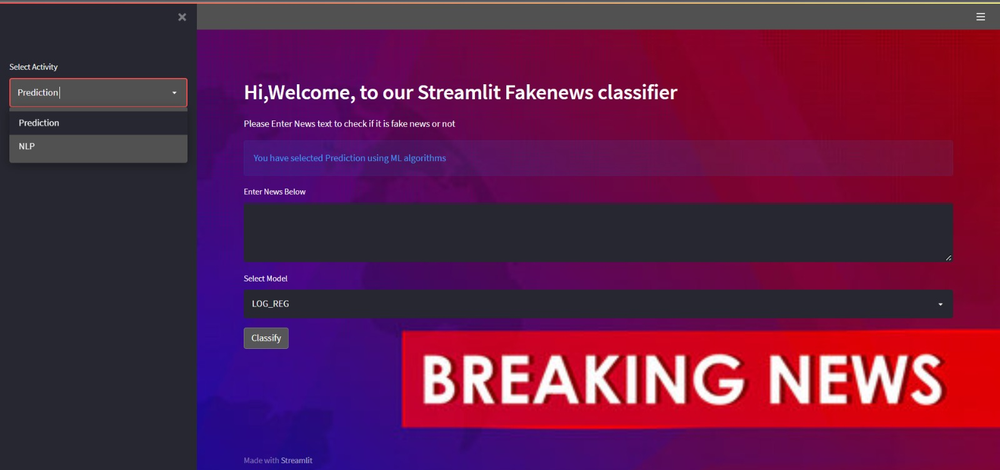 Select Activity
Prediction
Prediction
NLP
Hi,Welcome, to our Streamlit Fakenews classifier
Please Enter News text to check if it is fake news or not
You have selected Prediction using ML algorithms
Enter News Below
Select Model
LOG_REG
Classify
BREAKING NEWS
Made with Streamlit